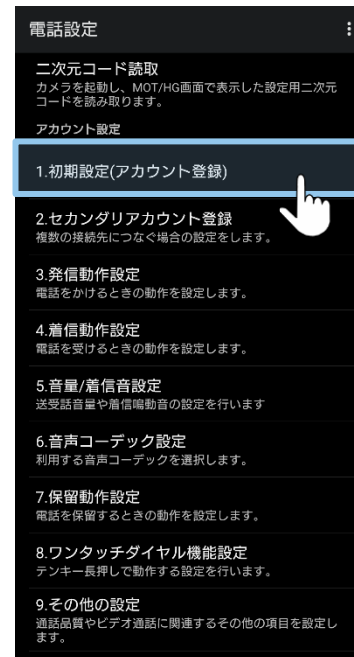 電話設定
二次元コード読取
カメラを起動し、MOT/HG画面で表示した設定用二次元
コードを読み取ります。
アカウント設定
1.初期設定(アカウント登録)
2.セカンダリアカウント登録
複数の接続先につなぐ場合の設定をします。
3.発信動作設定
電話をかけるときの動作を設定します。
4.着信動作設定
電話を受けるときの動作を設定します。
5.音量/着信音設定
送受話音量や着信鳴動音の設定を行います
6.音声コーデック設定
利用する音声コーデックを選択します。
7.保留動作設定
電話を保留するときの動作を設定します。
8.ワンタッチダイヤル機能設定
テンキー長押しで動作する設定を行います。
9.その他の設定
通話品質やビデオ通話に関連するその他の項目を設定し
ます。